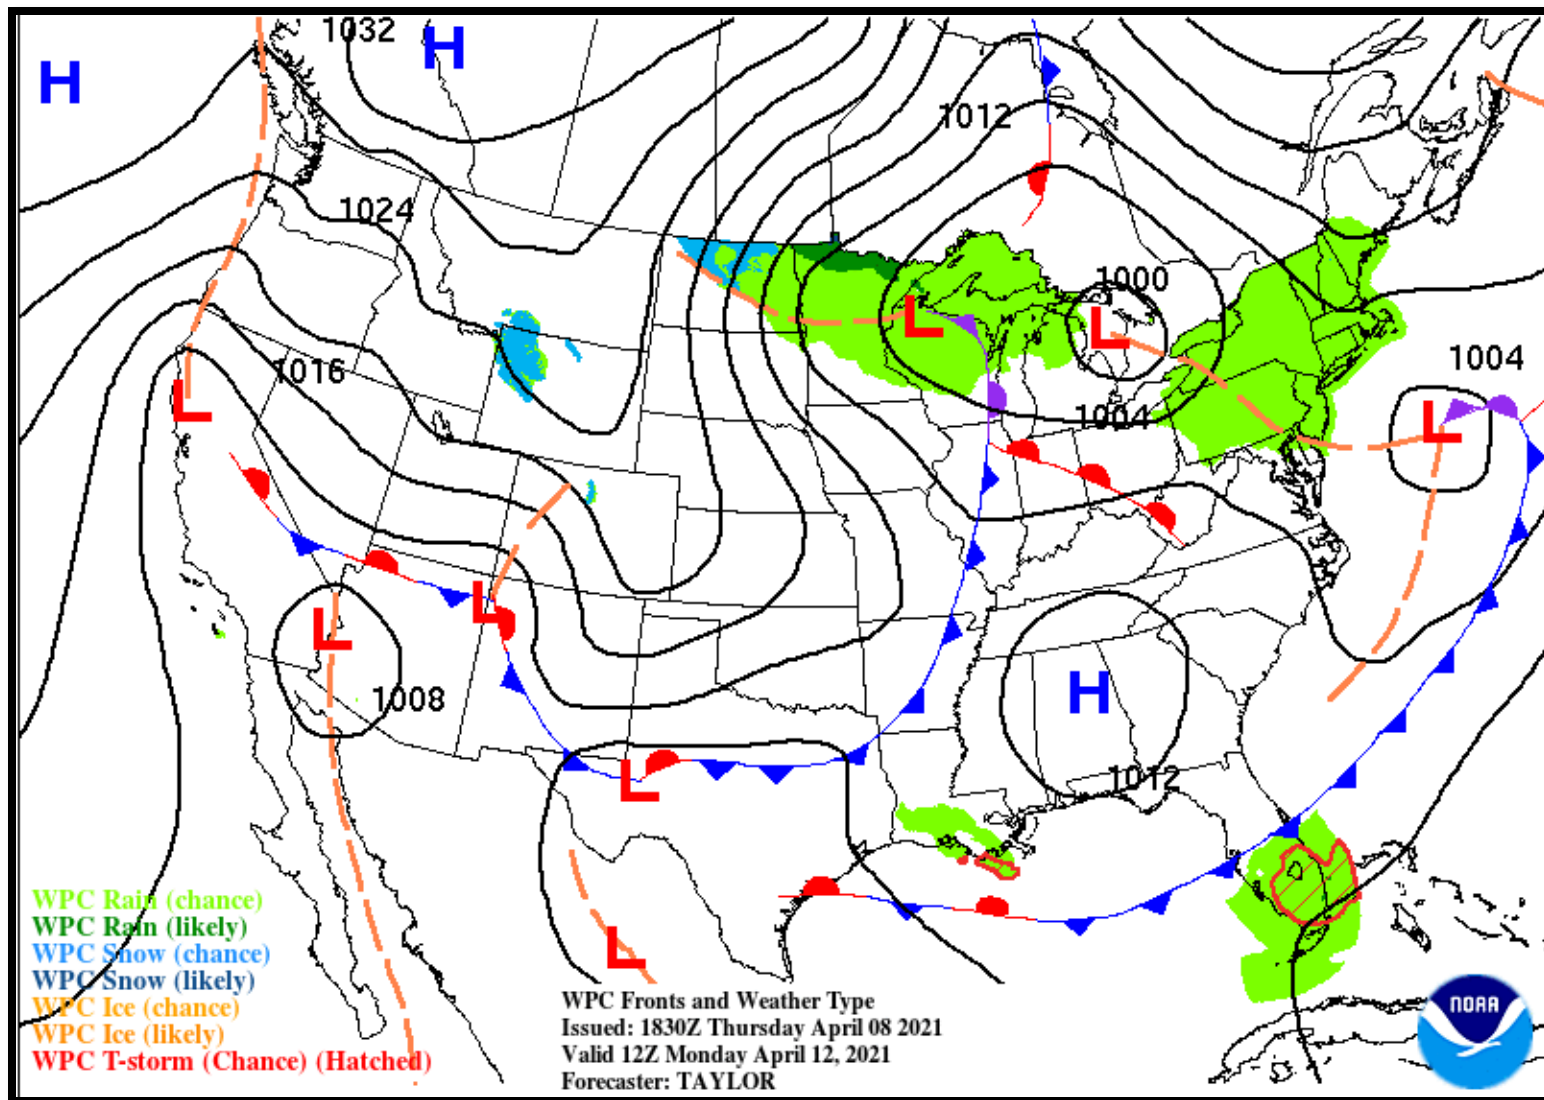 1032
H
H
1012
1024
1000
L
L
1004
1016
L
1004
L
L
L
1008
H
1012
L
L
WPC Rain (chance)
WPC Rain (likely)
WPC Snow (chance)
WPC Snow (likely)
WPC Ice (chance)
WPC Ice (likely)
WPC T-storm (Chance) (Hatched)
WPC Fronts and Weather Type
Issued: 1830Z Thursday April 08 2021
Valid 12Z Monday April 12, 2021
Forecaster: TAYLOR
NOAA